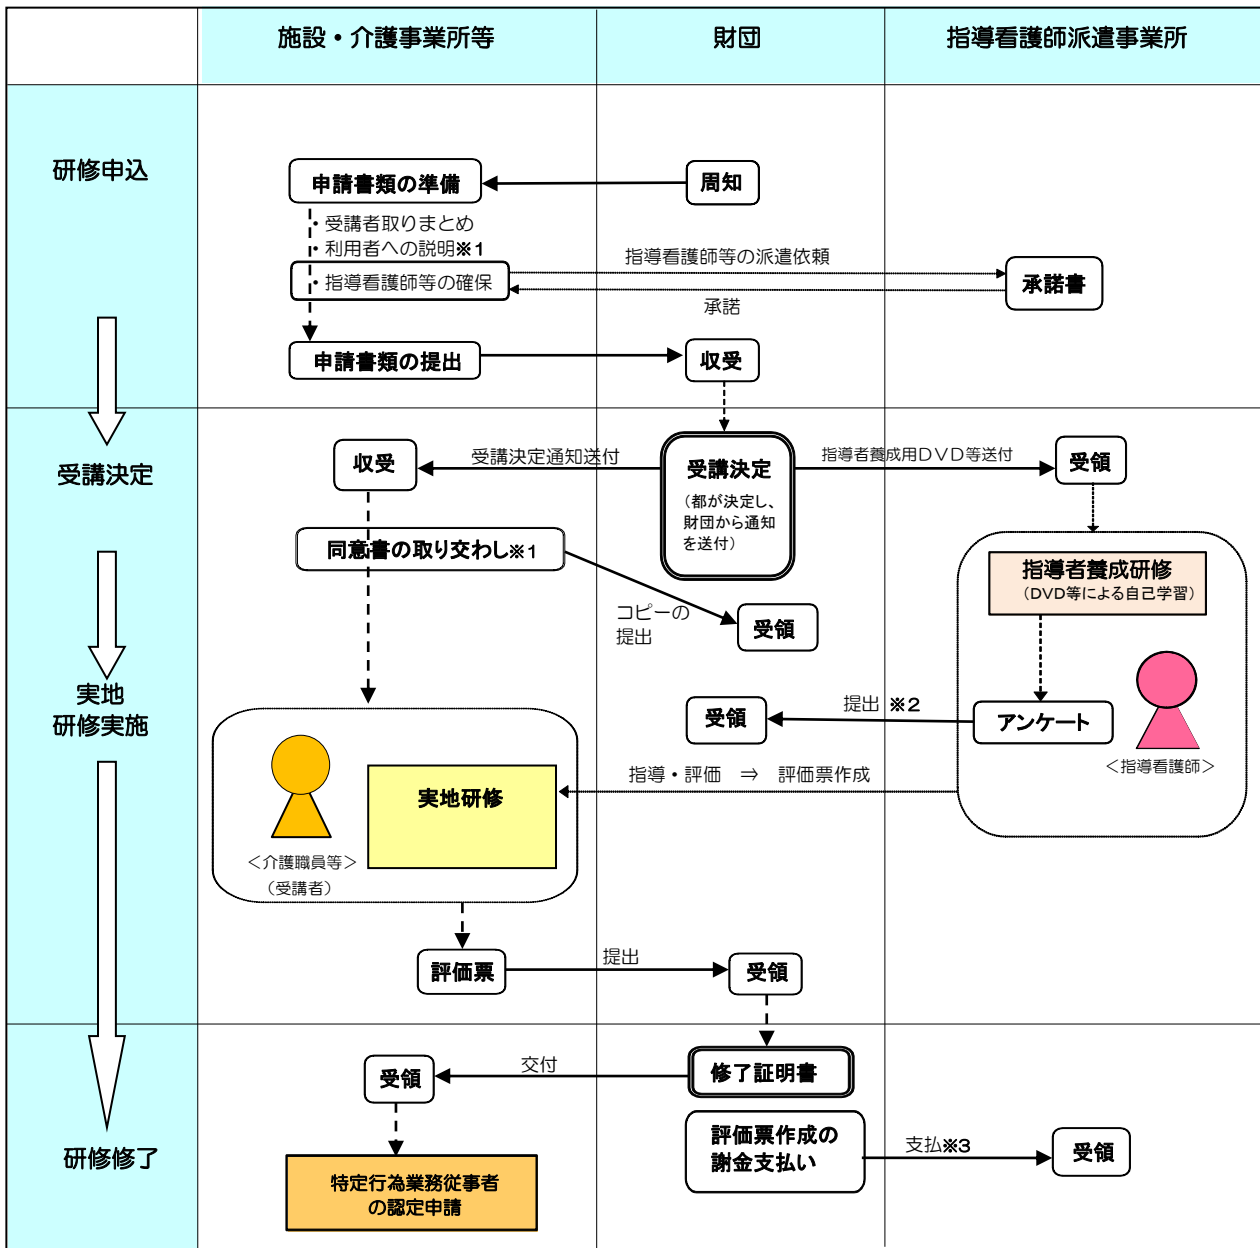 施設・介護事業所等
財団
指導看護師派遣事業所
研修申込
申請書類の準備
周知
・受講者取りまとめ
・利用者への説明※1
・指導看護師等の確保
指導看護師等の派遣依頼
承諾
承諾書
申請書類の提出
収受
受講決定
収受
受講決定通知送付
受講決定
(都が決定し、
財団から通知
を送付)
指導者養成用DVD等送付
受領
同意書の取り交わし※1
コピーの
提出
受領
指導者養成研修
(DVD等による自己学習)
実地
研修実施
受領
提出 ※2
アンケート
<指導看護師>
指導・評価 ⇒ 評価票作成
実地研修
<介護職員等>
(受講者)
評価票
提出
受領
研修修了
受領
交付
修了証明書
評価票作成の
謝金支払い
支払※3
受領
特定行為業務従事者
の認定申請